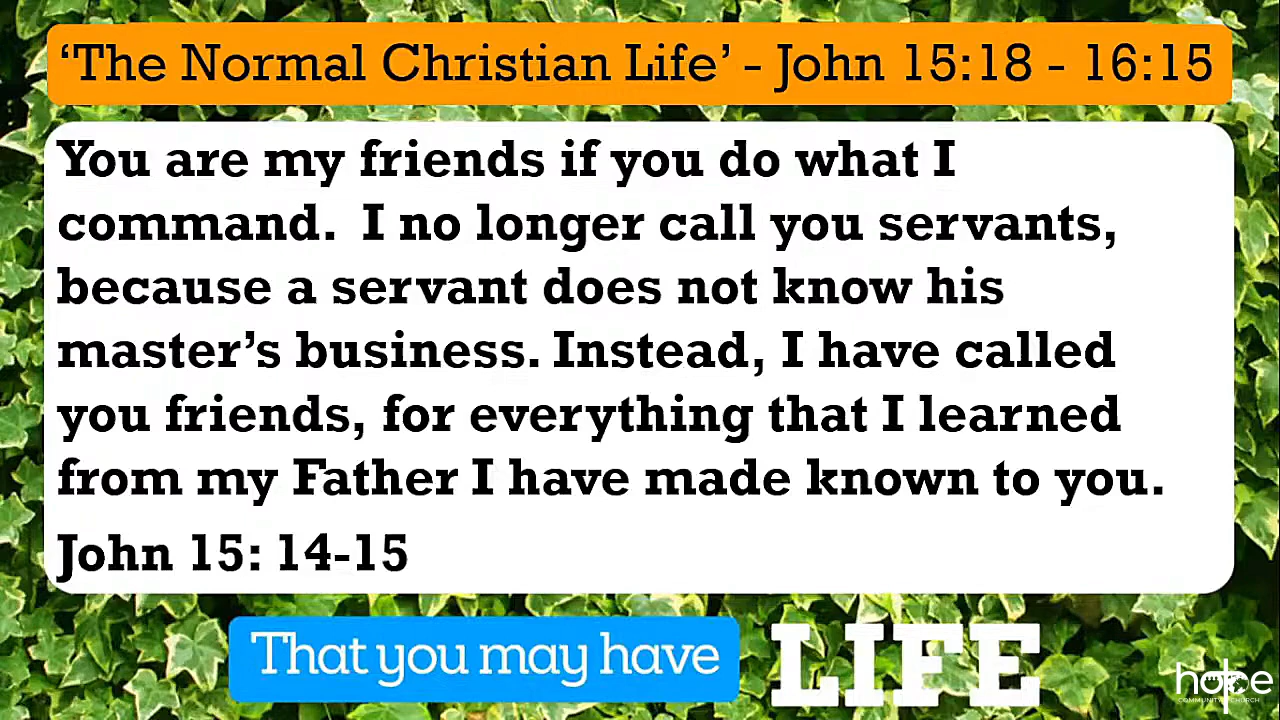 ‘The Normal Christian Life’ - John 15:18 - 16:15
You are my friends if you do what I
command.  I no longer call you servants,
because a servant does not know his
master’s business. Instead, I have called
you friends, for everything that I learned
from my Father I have made known to you.
John 15: 14-15
That you may have LIFE
hope
COMMUNITY CHURCH